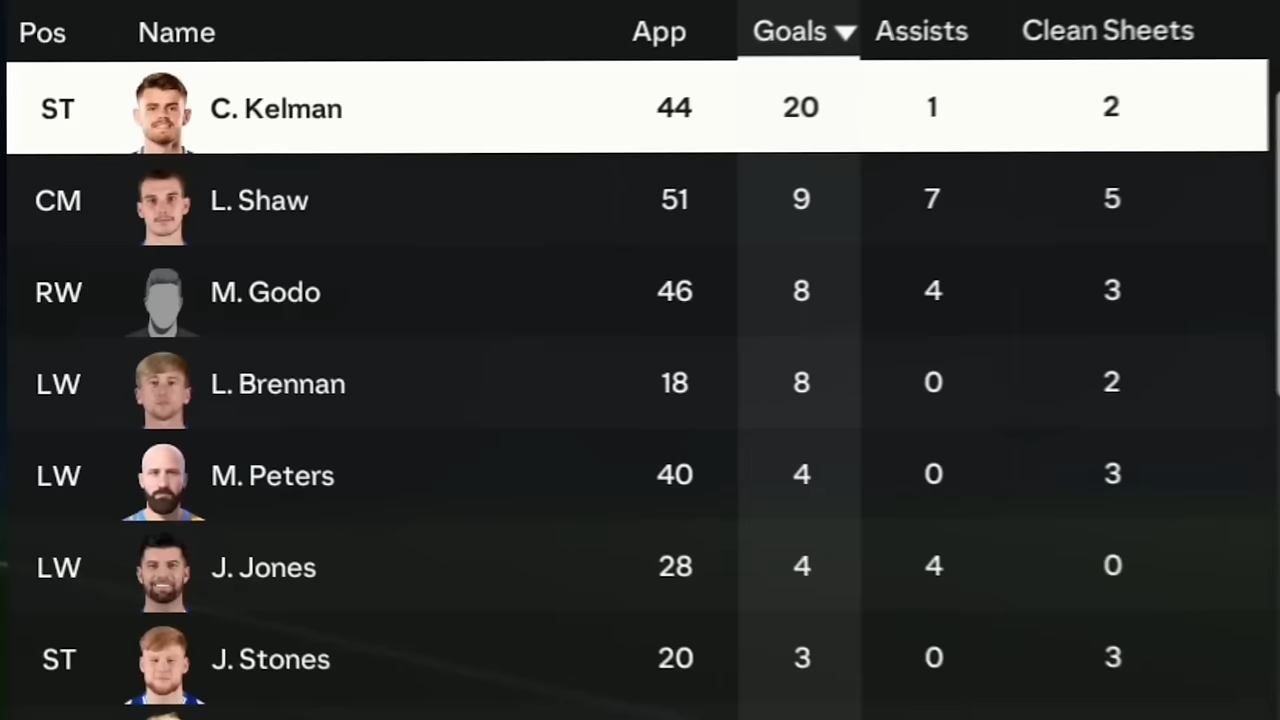 Pos Name App Goals Assists Clean Sheets
ST C. Kelman 44 20 1 2
CM L. Shaw 51 9 7 5
RW M. Godo 46 8 4 3
LW L. Brennan 18 8 0 2
LW M. Peters 40 4 0 3
LW J. Jones 28 4 4 0
ST J. Stones 20 3 0 3